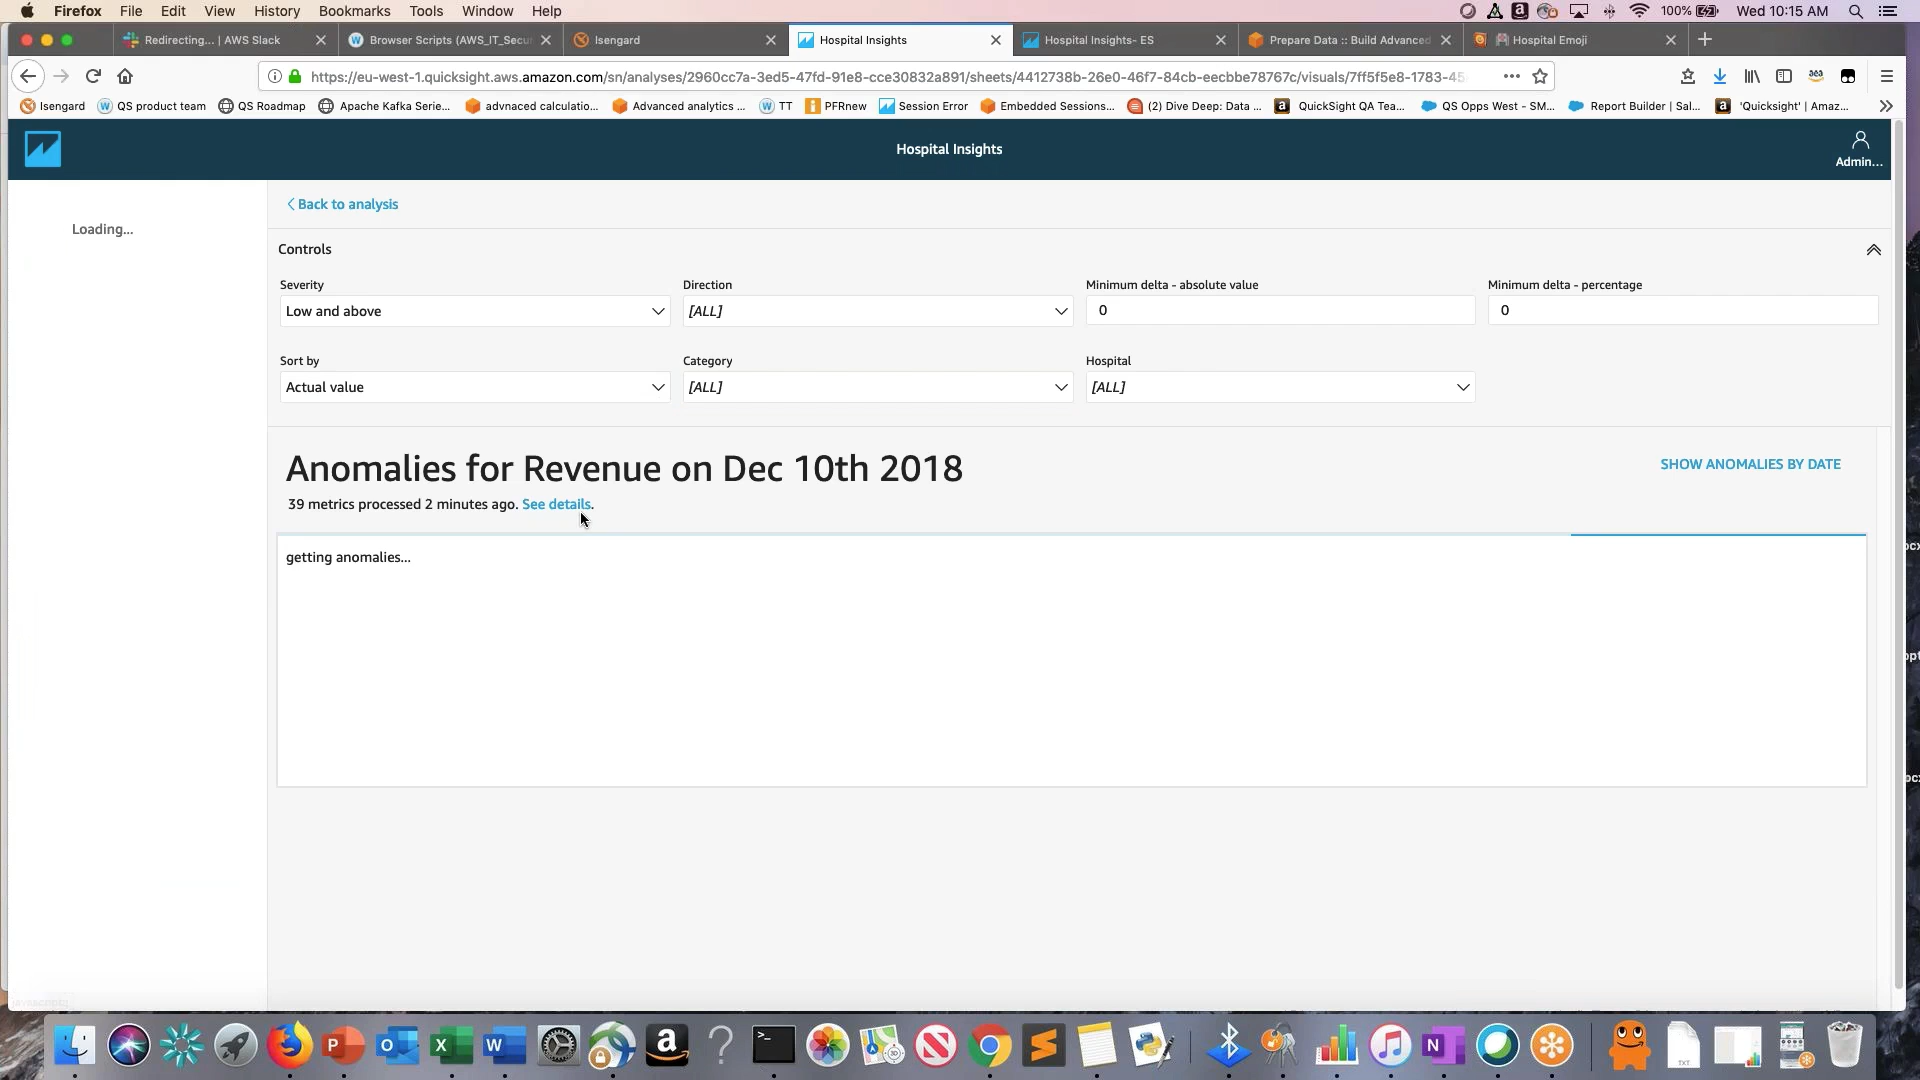 Firefox File Edit View History Bookmarks Tools Window Help 100% Wed 10:15 AM
Redirecting... | AWS Slack
Browser Scripts (AWS_IT_Secu
Isengard
Hospital Insights
Hospital Insights- ES
Prepare Data :: Build Advanced
Hospital Emoji
https://eu-west-1.quicksight.aws.amazon.com/sn/analyses/2960cc7a-3ed5-47fd-91e8-cce30832a891/sheets/4412738b-26e0-46f7-84cb-eecbbe78767c/visuals/7ff5f5e8-1783-45
Isengard
QS product team
QS Roadmap
Apache Kafka Serie...
advnaced calculatio...
Advanced analytics ...
TT
PFRnew
Session Error
Embedded Sessions...
(2) Dive Deep: Data ...
QuickSight QA Tea...
QS Opps West - SM...
Report Builder | Sal...
'Quicksight' | Amaz...
Hospital Insights
Admin...
Loading...
Back to analysis
Controls
Severity Direction Minimum delta - absolute value Minimum delta - percentage
Low and above [ALL] 0 0
Sort by Category Hospital
Actual value [ALL] [ALL]
Anomalies for Revenue on Dec 10th 2018
SHOW ANOMALIES BY DATE
39 metrics processed 2 minutes ago. See details.
getting anomalies...